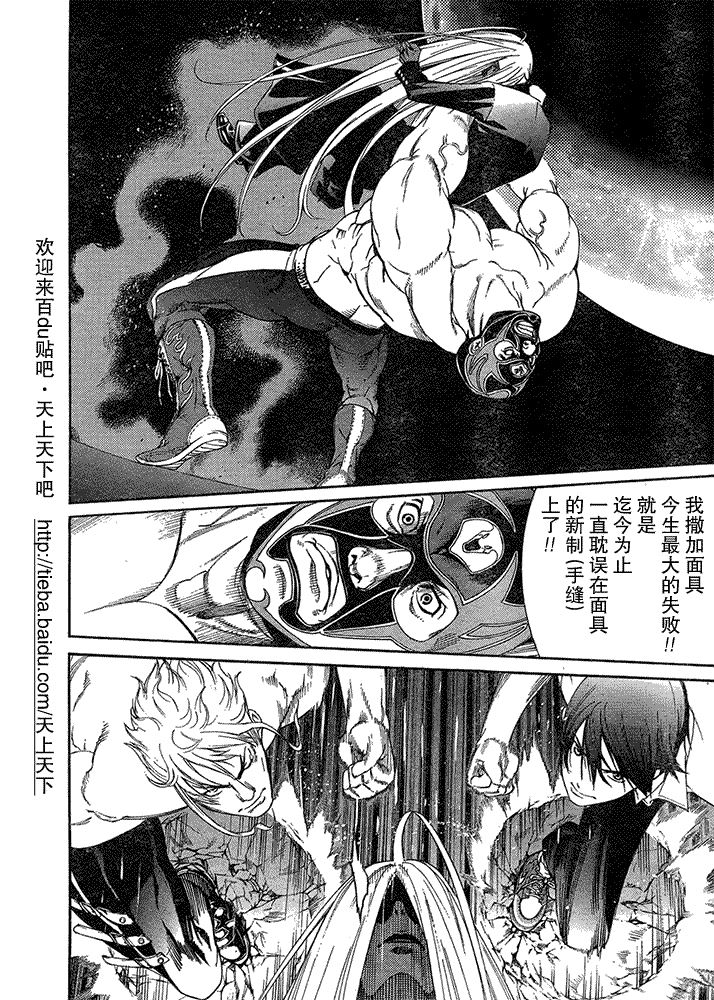 我撒加面具
今生最大的失败!!
就是
迄今为止
一直耽误在面具
的新制(手缝)
上了!!
欢迎来百du贴吧·天上天下吧 http://tieba.baidu.com/天上天下